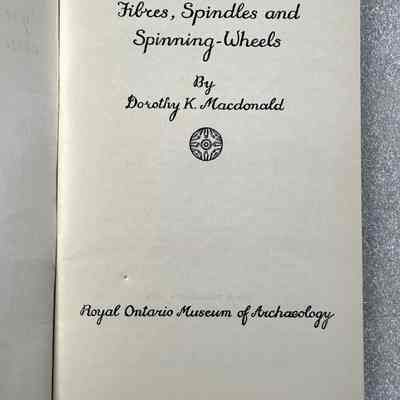 Fibres, Spindles and
Spinning-Wheels
By
Dorothy K. Macdonald
Royal Ontario Museum of Archaeology